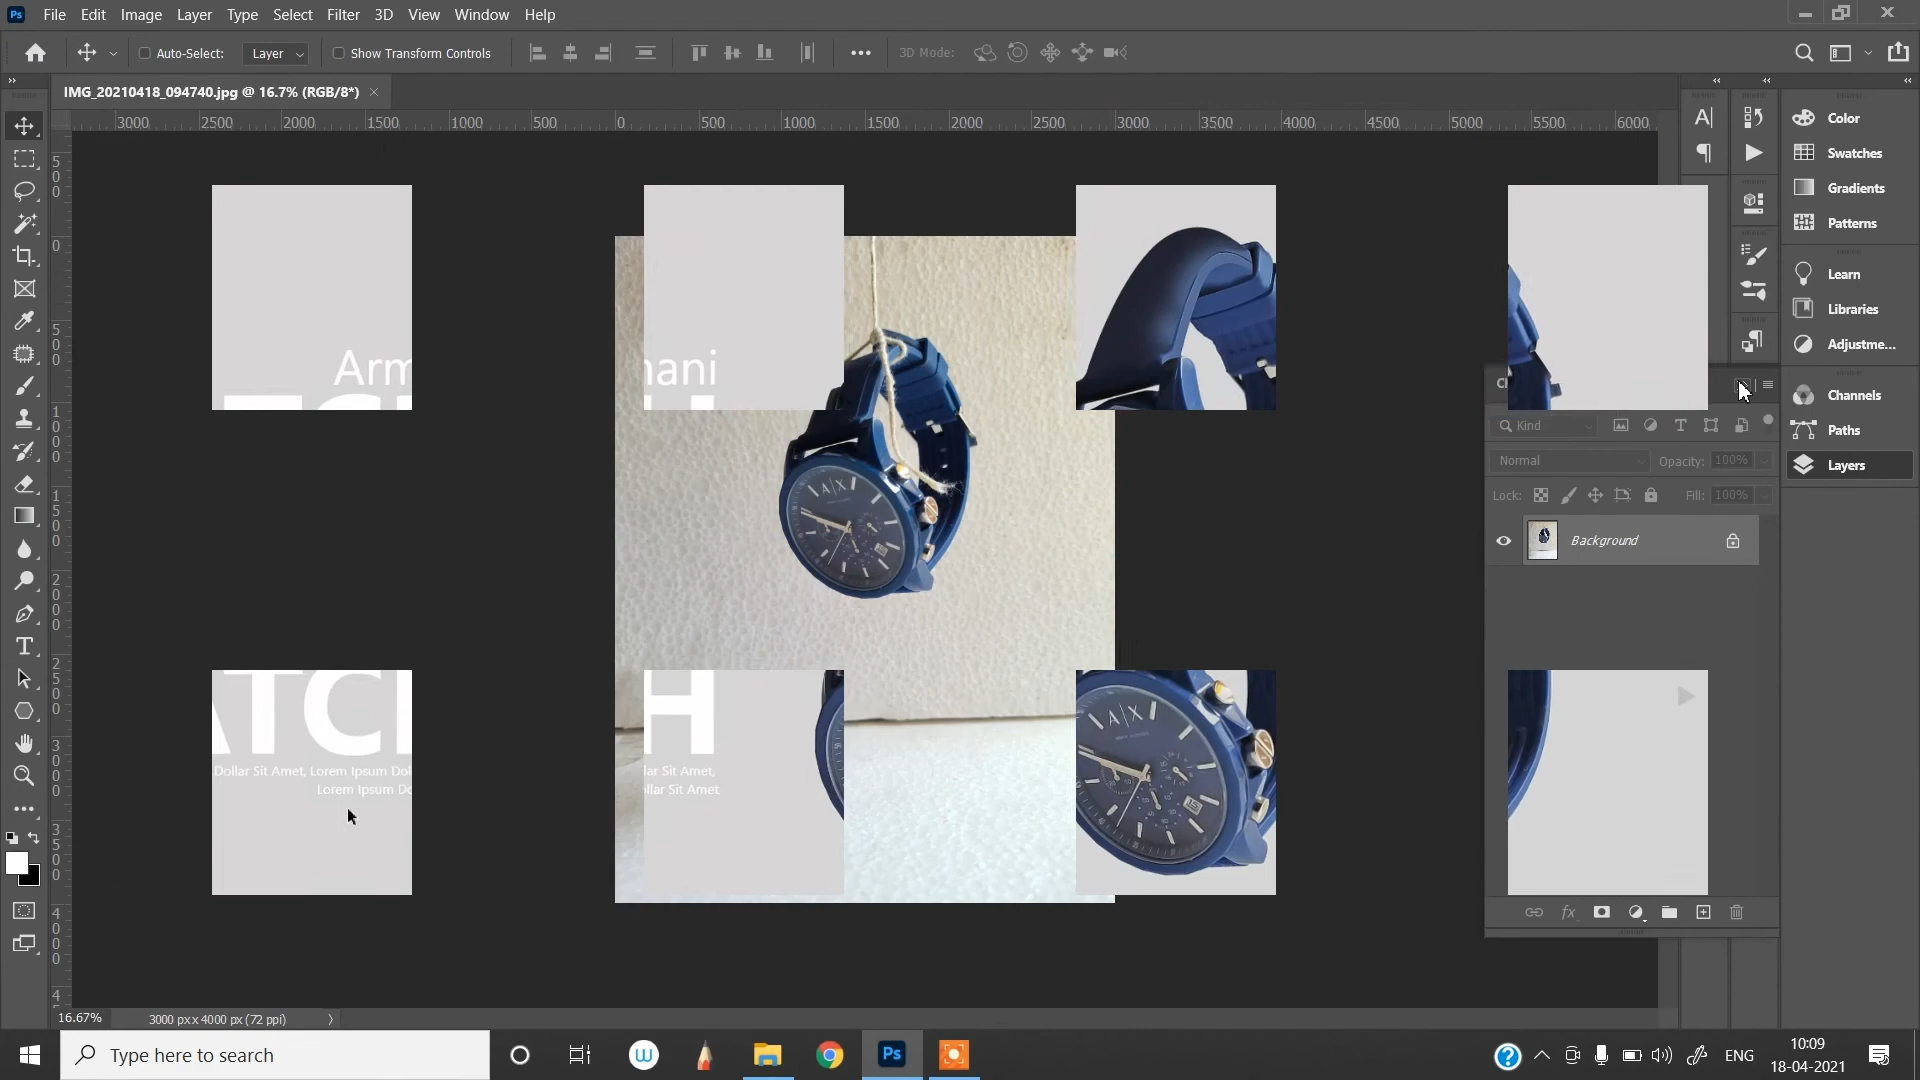 Ps File Edit Image Layer Type Select Filter 3D View Window Help
Auto-Select: Layer Show Transform Controls 3D Mode:
IMG_20210418_094740.jpg @ 16.7% (RGB/8*)
3000 2500 2000 1500 1000 500 0 500 1000 1500 2000 2500 3000 3500 4000 4500 5000 5500 6000
Color
Swatches
Gradients
Patterns
Learn
Libraries
Adjustme...
Channels
Paths
Layers
Arm
nani
A|X
Kind
Normal Opacity: 100%
Lock: Fill: 100%
Background
ATC
H
A|X
Dollar Sit Amet, Lorem Ipsum Dol
Lorem Ipsum Do
lar Sit Amet,
ollar Sit Amet
16.67% 3000 px x 4000 px (72 ppi)
Type here to search
Ps
ENG
10:09
18-04-2021